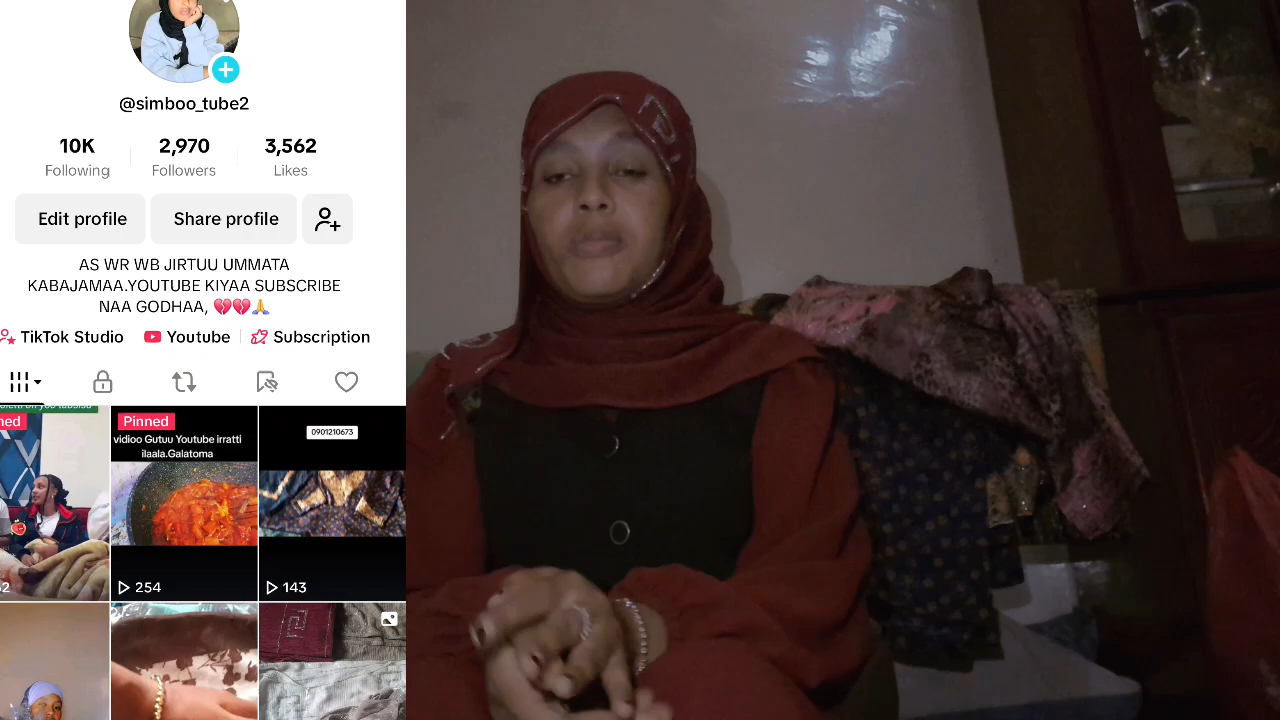 @simboo_tube2
10K
2,970
3,562
Following
Followers
Likes
Edit profile
Share profile
AS WR WB JIRTUU UMMATA
KABAJAMAA.YOUTUBE KIYAA SUBSCRIBE
NAA GODHAA, 💔💔🙏
TikTok Studio
Youtube
Subscription
Pinned
vidioo Gutuu Youtube irratti
ilaala.Galatoma
254
0901210673
143